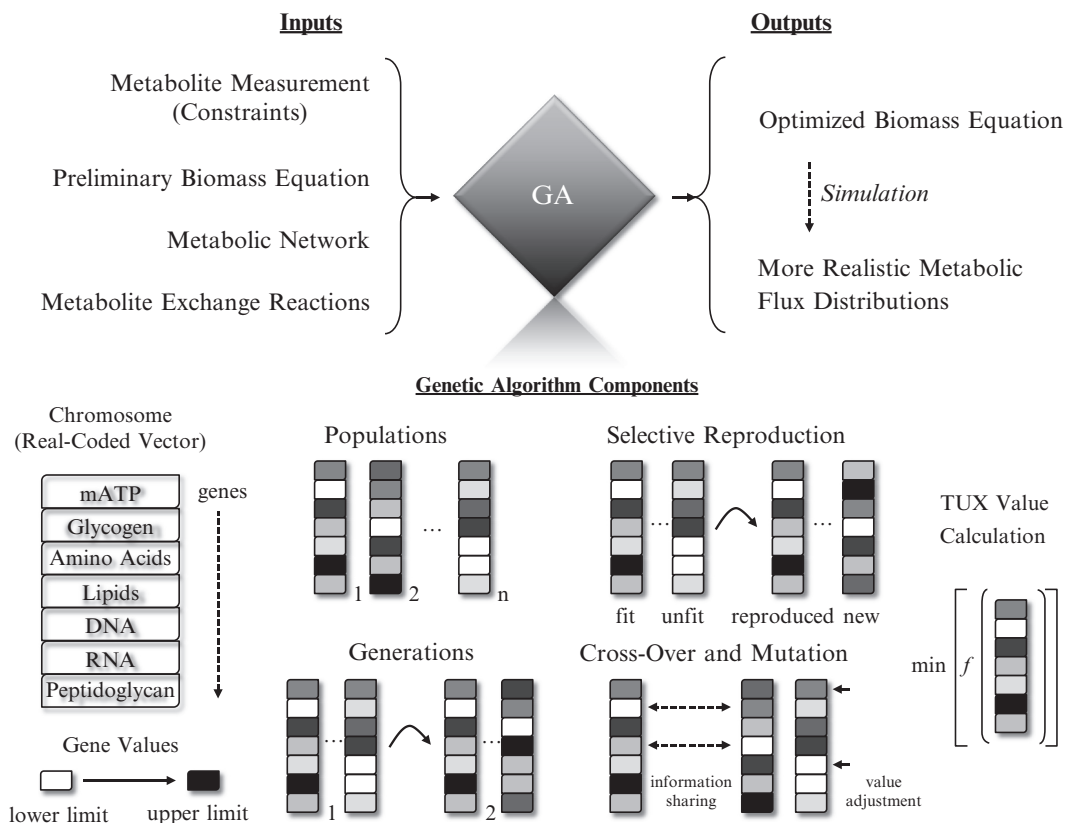 Inputs
Outputs
Metabolite Measurement
(Constraints)
Preliminary Biomass Equation
Metabolic Network
Metabolite Exchange Reactions
GA
Optimized Biomass Equation
Simulation
More Realistic Metabolic
Flux Distributions
Genetic Algorithm Components
Chromosome
(Real-Coded Vector)
mATP
Glycogen
Amino Acids
Lipids
DNA
RNA
Peptidoglycan
genes
Gene Values
lower limit
upper limit
Populations
1
2
...
n
Selective Reproduction
...
...
fit
unfit
reproduced
new
Generations
...
1
...
2
Cross-Over and Mutation
information
sharing
value
adjustment
TUX Value
Calculation
min
f